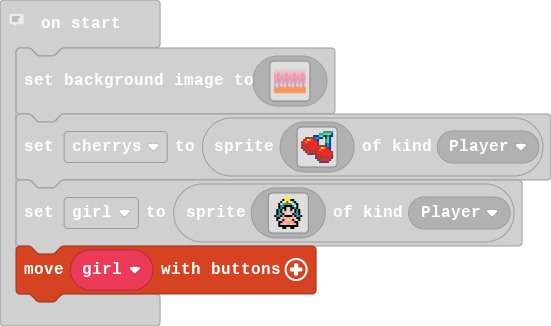 on start
set background image to
set cherrys to sprite of kind Player
set girl to sprite of kind Player
move girl with buttons